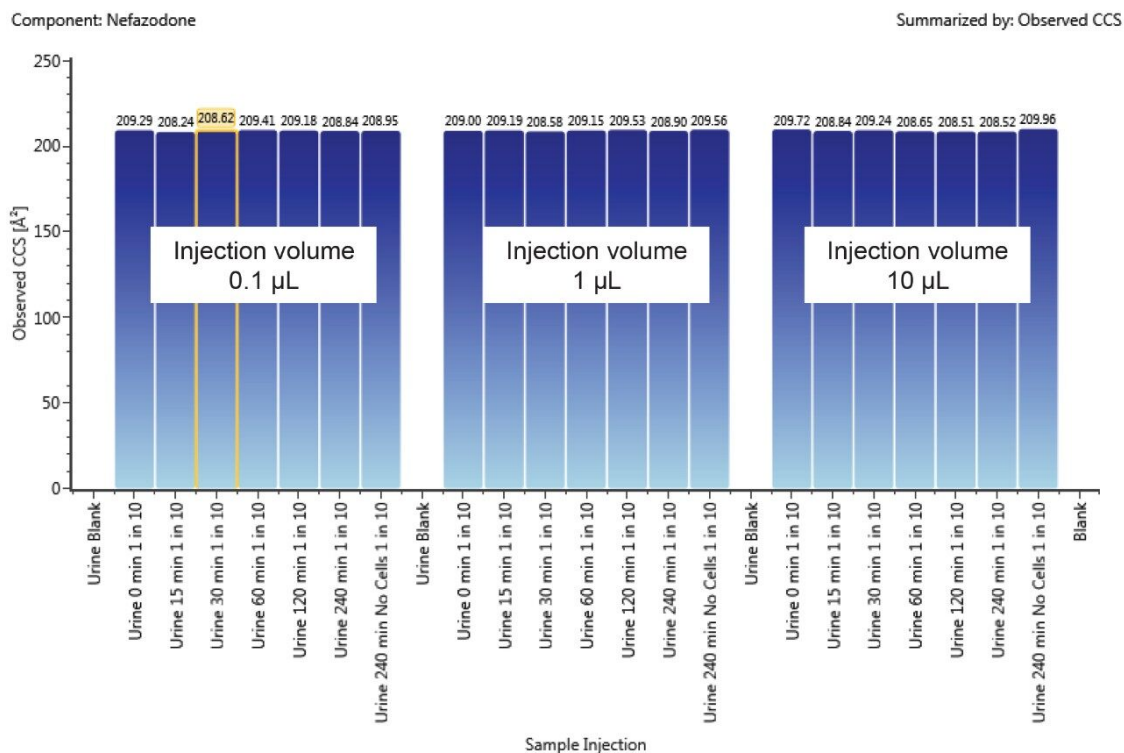 Component: Nefazodone
Summarized by: Observed CCS
250
200
150
100
50
0
Observed CCS [Å²]
209.29 208.24 208.62 209.41 209.18 208.84 208.95
209.00 209.19 208.58 209.15 209.53 208.90 209.56
209.72 208.84 209.24 208.65 208.51 208.52 209.96
Injection volume
0.1 µL
Injection volume
1 µL
Injection volume
10 µL
Urine Blank
Urine 0 min 1 in 10
Urine 15 min 1 in 10
Urine 30 min 1 in 10
Urine 60 min 1 in 10
Urine 120 min 1 in 10
Urine 240 min 1 in 10
Urine 240 min No Cells 1 in 10
Urine Blank
Urine 0 min 1 in 10
Urine 15 min 1 in 10
Urine 30 min 1 in 10
Urine 60 min 1 in 10
Urine 120 min 1 in 10
Urine 240 min 1 in 10
Urine 240 min No Cells 1 in 10
Urine Blank
Urine 0 min 1 in 10
Urine 15 min 1 in 10
Urine 30 min 1 in 10
Urine 60 min 1 in 10
Urine 120 min 1 in 10
Urine 240 min 1 in 10
Urine 240 min No Cells 1 in 10
Blank
Sample Injection